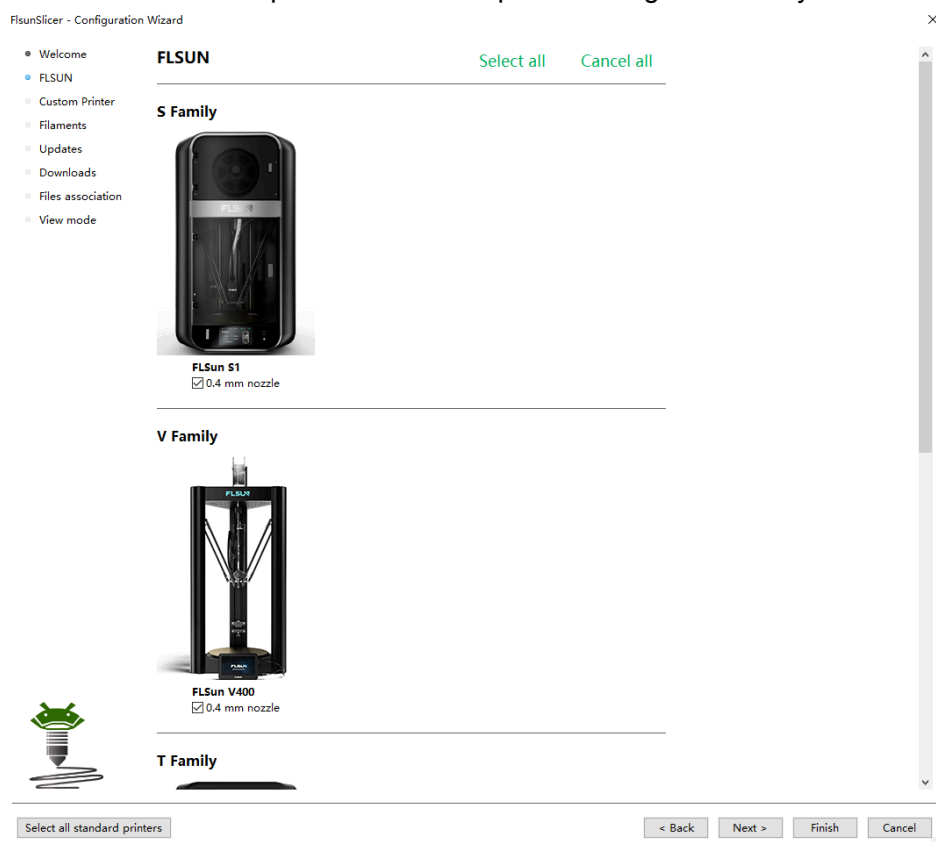 FlsunSlicer - Configuration Wizard
Welcome
FLSUN
Custom Printer
Filaments
Updates
Downloads
Files association
View mode
FLSUN
Select all
Cancel all
S Family
FLSun S1
0.4 mm nozzle
V Family
FLSUN
FLSun V400
0.4 mm nozzle
T Family
Select all standard printers
< Back
Next >
Finish
Cancel